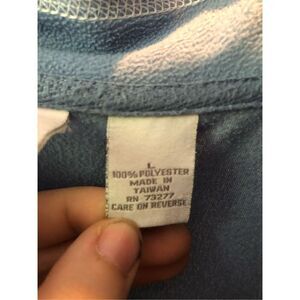 L
100% POLYESTER
MADE IN
TAIWAN
RN 73277
CARE ON REVERSE